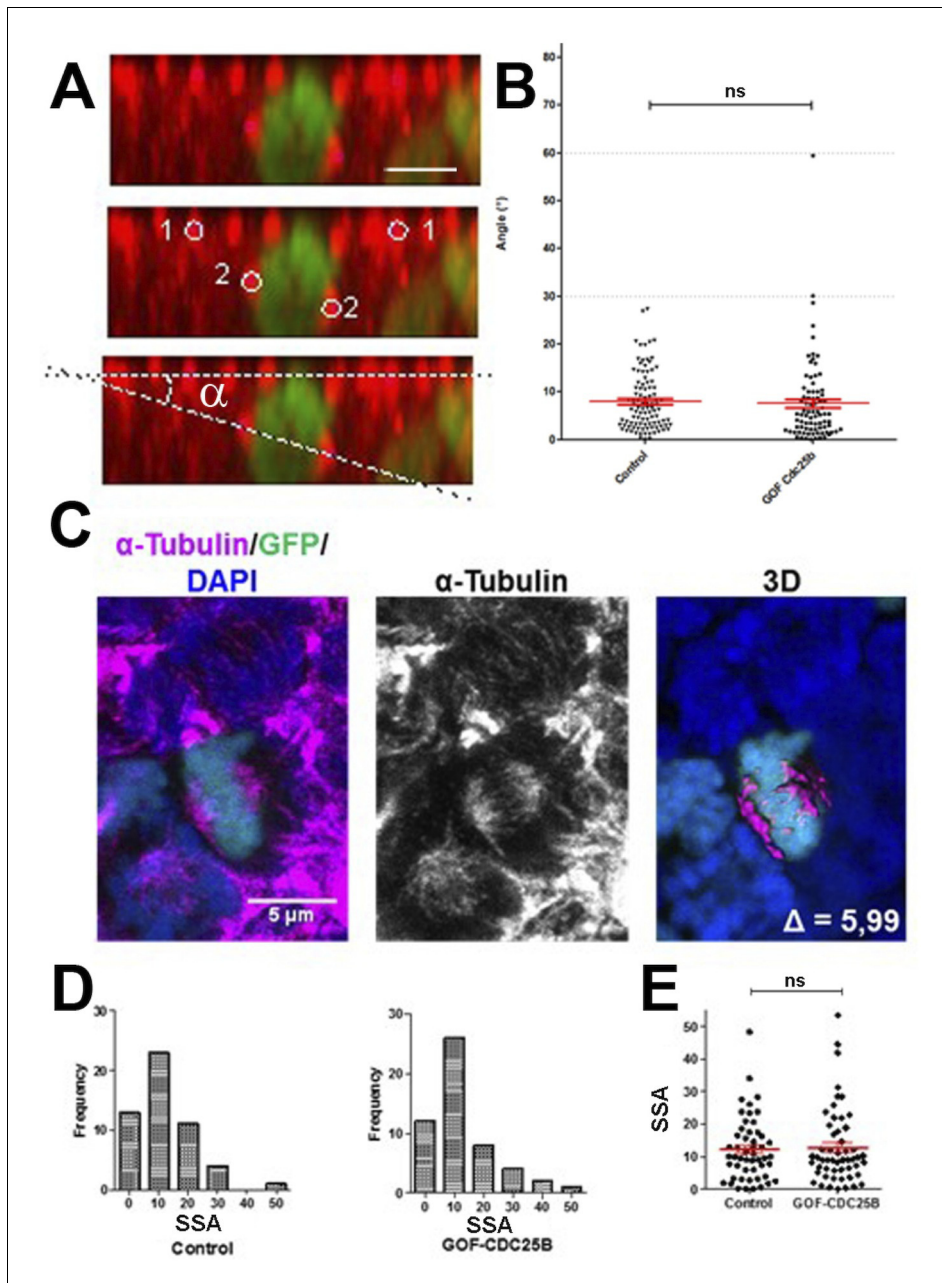 A
1
1
2
2
α
B
ns
Angle (°)
80
70
60
50
40
30
20
10
0
Control
GOF Cdc25b
C
α-Tubulin/GFP/
DAPI
α-Tubulin
3D
5 µm
Δ = 5,99
D
Frequency
30
20
10
0
0 10 20 30 40 50
SSA
Control
Frequency
30
20
10
0
0 10 20 30 40 50
SSA
GOF-CDC25B
E
ns
SSA
50
40
30
20
10
0
Control
GOF-CDC25B